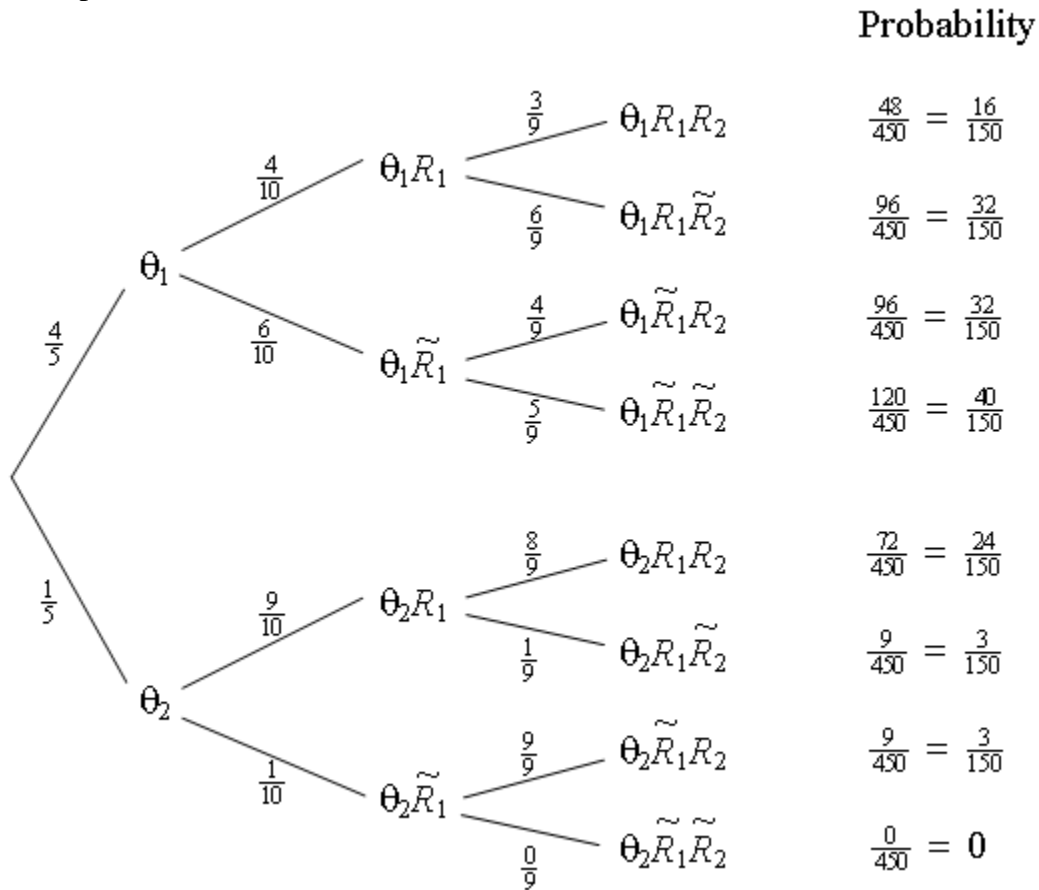 Probability
3/9 θ₁R₁R₂ 48/450 = 16/150
4/10 θ₁R₁
6/9 θ₁R₁R̃₂ 96/450 = 32/150
θ₁
4/5 6/10 4/9 θ₁R̃₁R₂ 96/450 = 32/150
θ₁R̃₁
5/9 θ₁R̃₁R̃₂ 120/450 = 40/150
8/9 θ₂R₁R₂ 72/450 = 24/150
1/5 9/10 θ₂R₁
1/9 θ₂R₁R̃₂ 9/450 = 3/150
θ₂
1/10 9/9 θ₂R̃₁R₂ 9/450 = 3/150
θ₂R̃₁
0/9 θ₂R̃₁R̃₂ 0/450 = 0